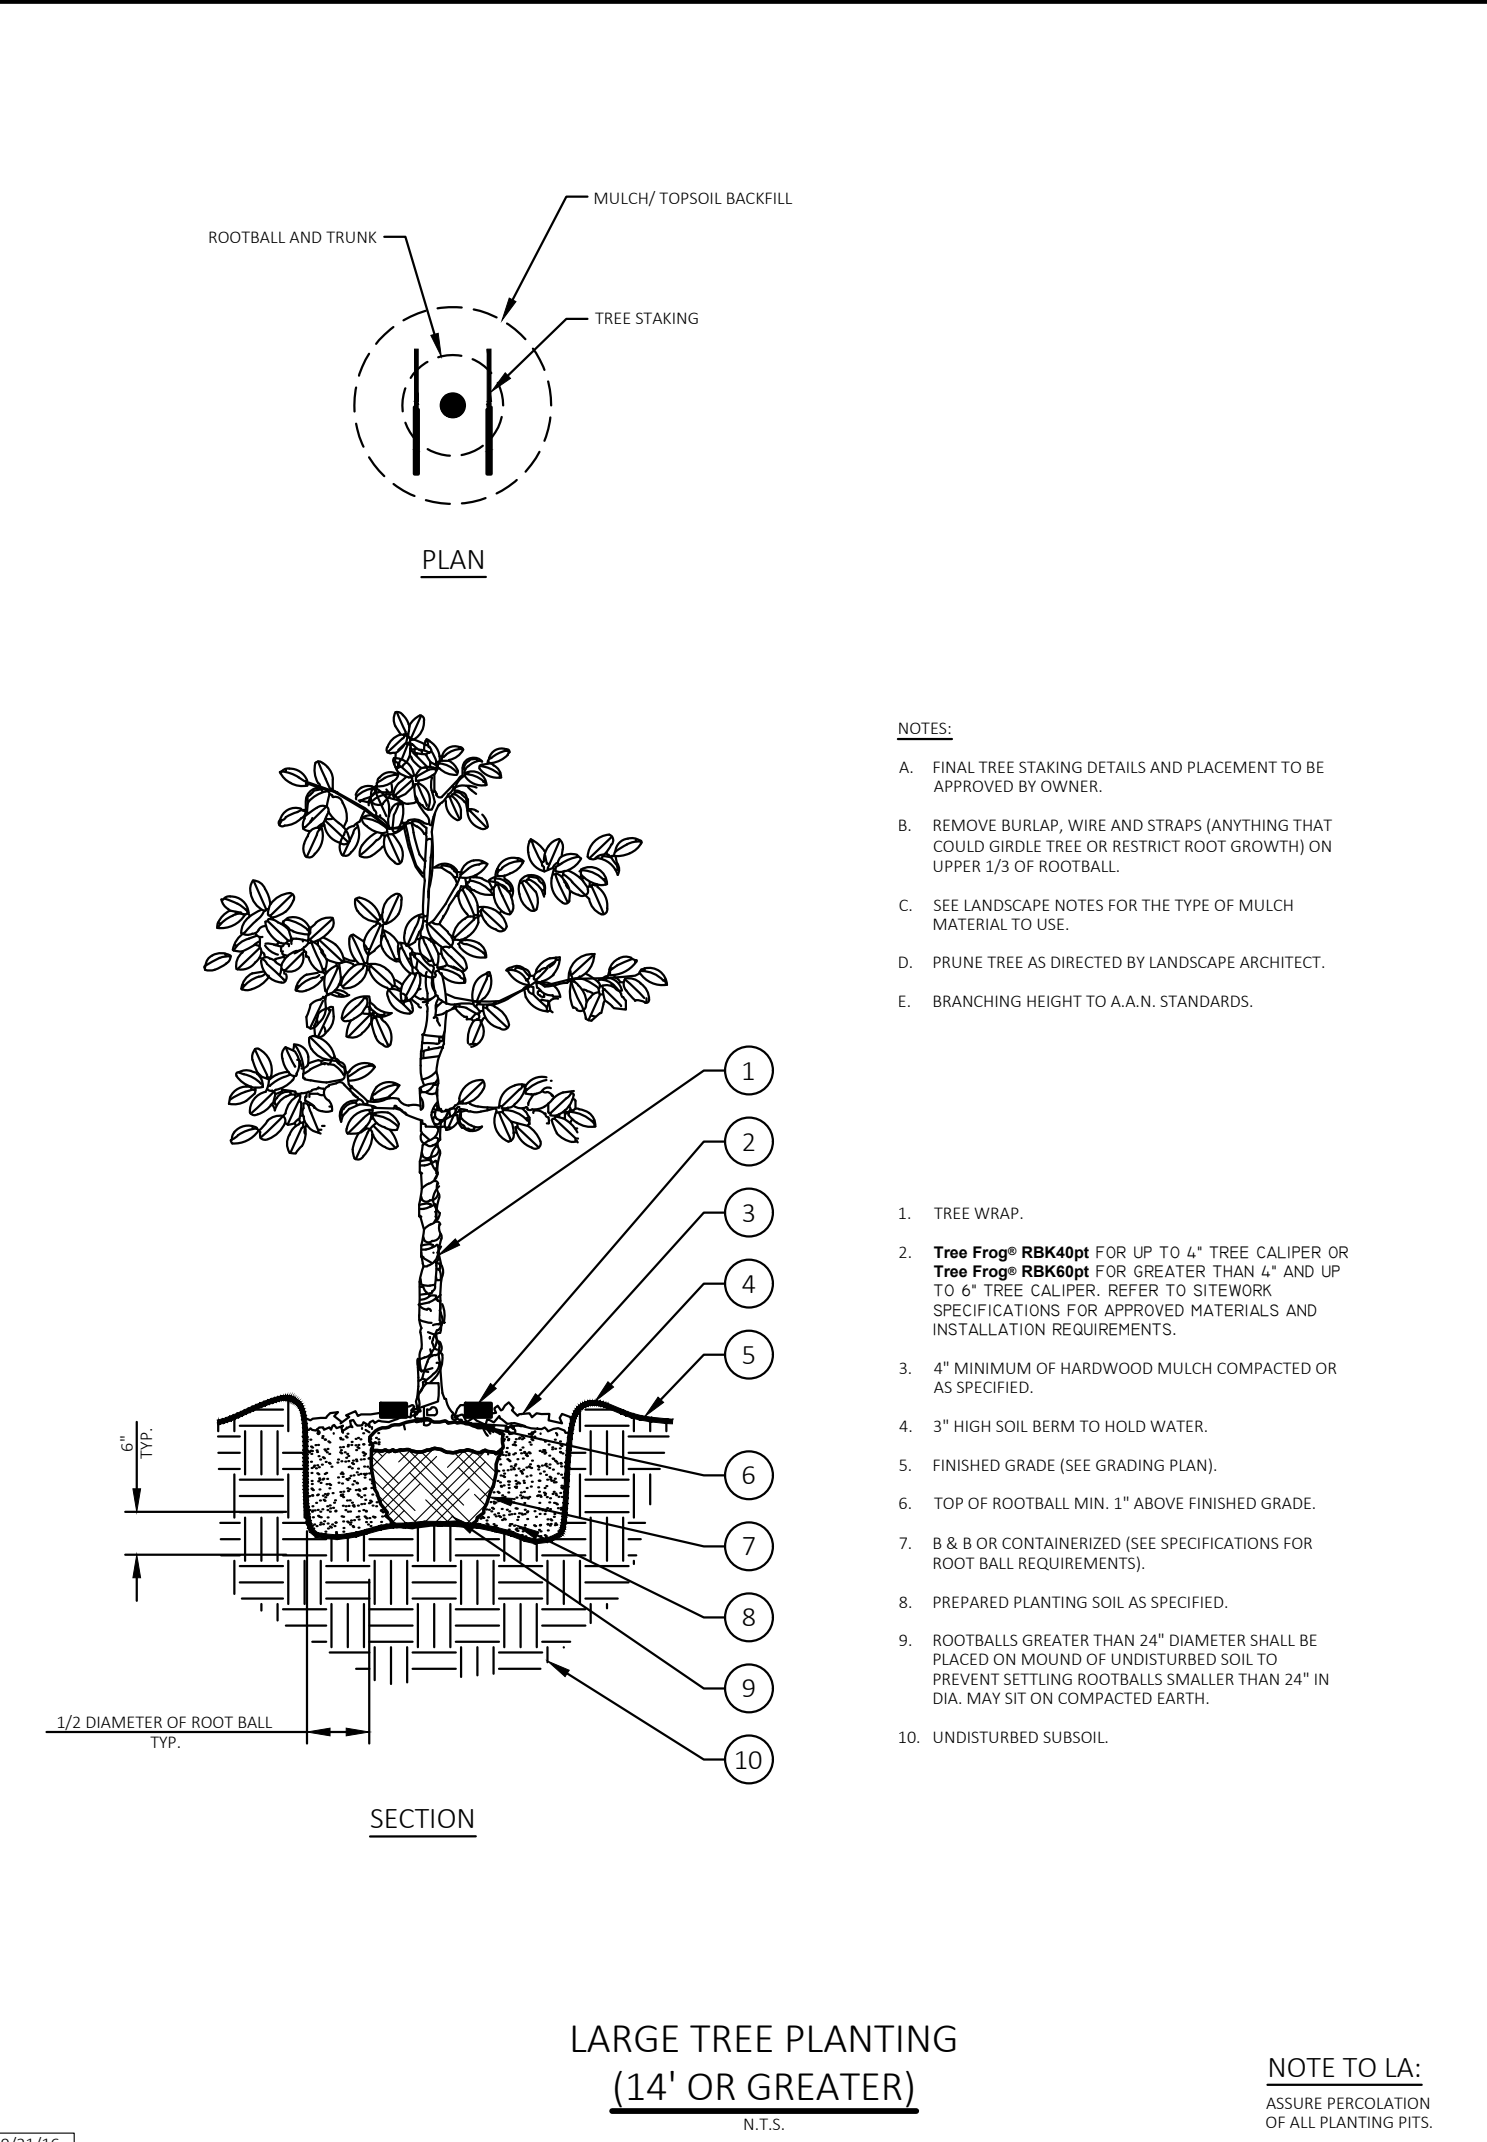 MULCH/ TOPSOIL BACKFILL
ROOTBALL AND TRUNK
TREE STAKING
PLAN
NOTES:
A. FINAL TREE STAKING DETAILS AND PLACEMENT TO BE
APPROVED BY OWNER.
B. REMOVE BURLAP, WIRE AND STRAPS (ANYTHING THAT
COULD GIRDLE TREE OR RESTRICT ROOT GROWTH) ON
UPPER 1/3 OF ROOTBALL.
C. SEE LANDSCAPE NOTES FOR THE TYPE OF MULCH
MATERIAL TO USE.
D. PRUNE TREE AS DIRECTED BY LANDSCAPE ARCHITECT.
E. BRANCHING HEIGHT TO A.A.N. STANDARDS.
1
2
3
4
5
6
7
8
9
10
6"
TYP.
1/2 DIAMETER OF ROOT BALL
TYP.
SECTION
1. TREE WRAP.
2. Tree Frog® RBK40pt FOR UP TO 4" TREE CALIPER OR
Tree Frog® RBK60pt FOR GREATER THAN 4" AND UP
TO 6" TREE CALIPER. REFER TO SITEWORK
SPECIFICATIONS FOR APPROVED MATERIALS AND
INSTALLATION REQUIREMENTS.
3. 4" MINIMUM OF HARDWOOD MULCH COMPACTED OR
AS SPECIFIED.
4. 3" HIGH SOIL BERM TO HOLD WATER.
5. FINISHED GRADE (SEE GRADING PLAN).
6. TOP OF ROOTBALL MIN. 1" ABOVE FINISHED GRADE.
7. B & B OR CONTAINERIZED (SEE SPECIFICATIONS FOR
ROOT BALL REQUIREMENTS).
8. PREPARED PLANTING SOIL AS SPECIFIED.
9. ROOTBALLS GREATER THAN 24" DIAMETER SHALL BE
PLACED ON MOUND OF UNDISTURBED SOIL TO
PREVENT SETTLING ROOTBALLS SMALLER THAN 24" IN
DIA. MAY SIT ON COMPACTED EARTH.
10. UNDISTURBED SUBSOIL.
LARGE TREE PLANTING
(14' OR GREATER)
N.T.S.
NOTE TO LA:
ASSURE PERCOLATION
OF ALL PLANTING PITS.